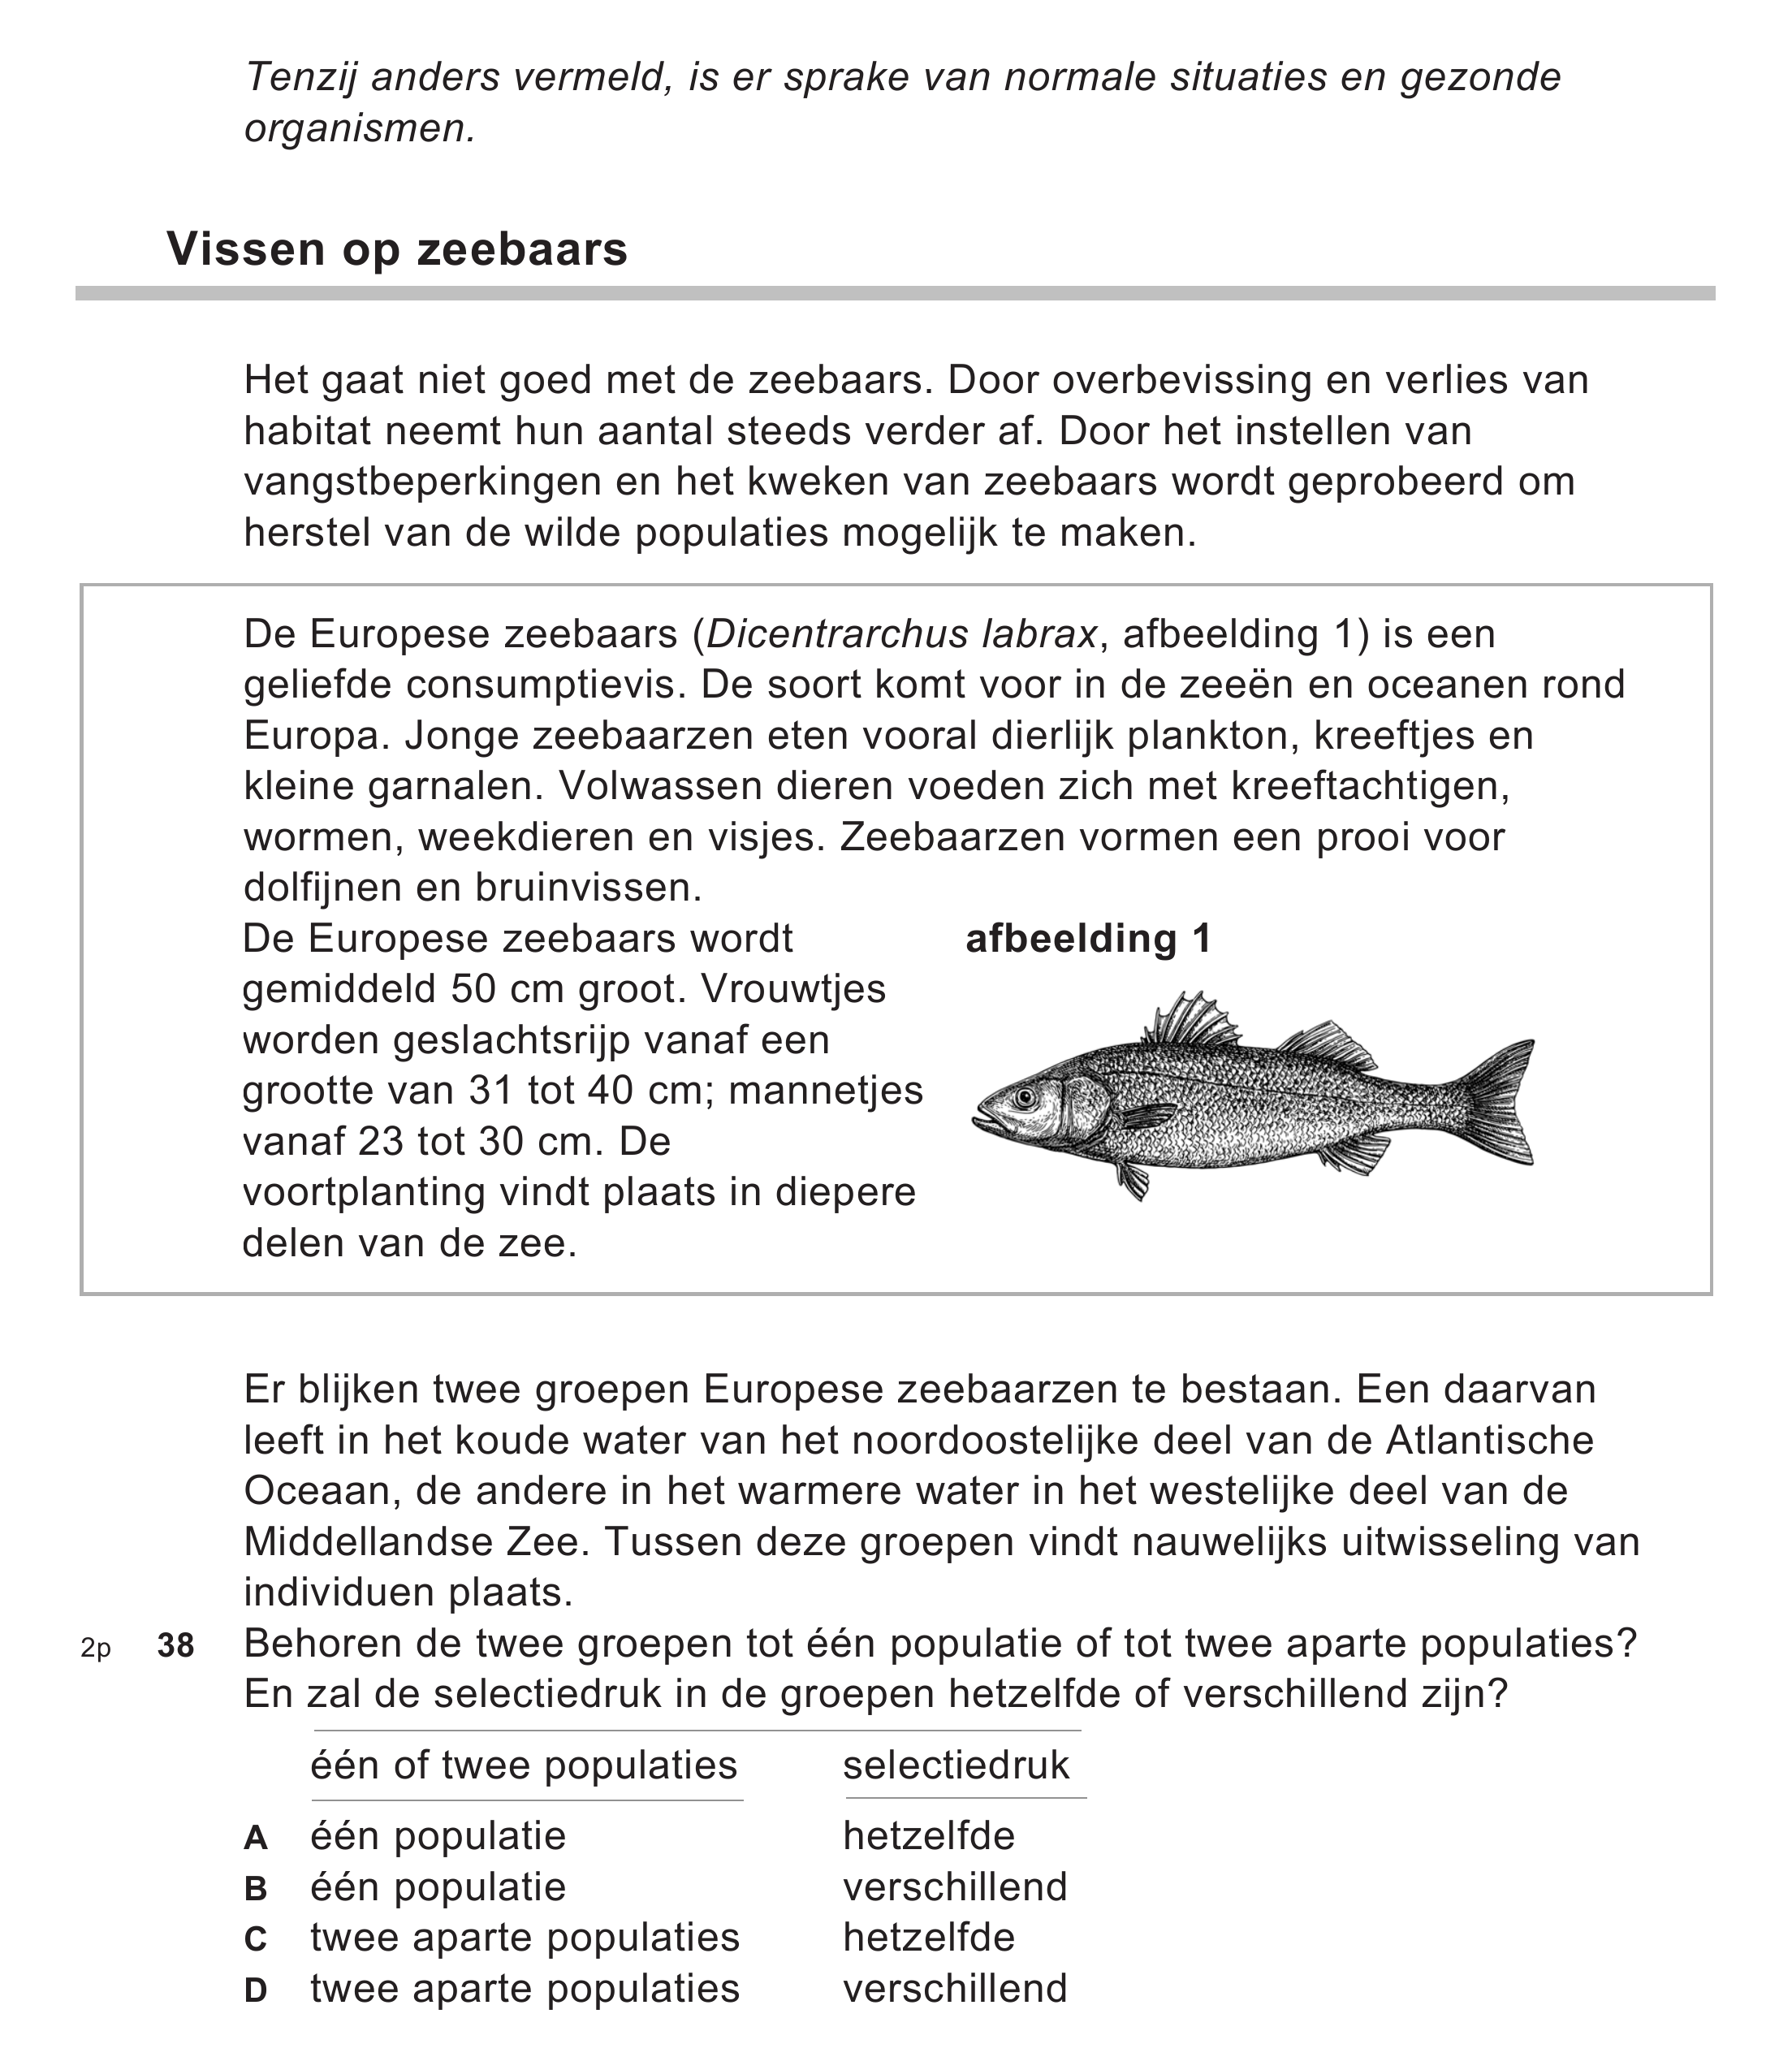 Tenzij anders vermeld, is er sprake van normale situaties en gezonde
organismen.
Vissen op zeebaars
Het gaat niet goed met de zeebaars. Door overbevissing en verlies van
habitat neemt hun aantal steeds verder af. Door het instellen van
vangstbeperkingen en het kweken van zeebaars wordt geprobeerd om
herstel van de wilde populaties mogelijk te maken.
De Europese zeebaars (Dicentrarchus labrax, afbeelding 1) is een
geliefde consumptievis. De soort komt voor in de zeeën en oceanen rond
Europa. Jonge zeebaarzen eten vooral dierlijk plankton, kreeftjes en
kleine garnalen. Volwassen dieren voeden zich met kreeftachtigen,
wormen, weekdieren en visjes. Zeebaarzen vormen een prooi voor
dolfijnen en bruinvissen.
De Europese zeebaars wordt
gemiddeld 50 cm groot. Vrouwtjes
worden geslachtsrijp vanaf een
grootte van 31 tot 40 cm; mannetjes
vanaf 23 tot 30 cm. De
voortplanting vindt plaats in diepere
delen van de zee.
afbeelding 1
Er blijken twee groepen Europese zeebaarzen te bestaan. Een daarvan
leeft in het koude water van het noordoostelijke deel van de Atlantische
Oceaan, de andere in het warmere water in het westelijke deel van de
Middellandse Zee. Tussen deze groepen vindt nauwelijks uitwisseling van
individuen plaats.
2p 38 Behoren de twee groepen tot één populatie of tot twee aparte populaties?
En zal de selectiedruk in de groepen hetzelfde of verschillend zijn?
één of twee populaties selectiedruk
A één populatie hetzelfde
B één populatie verschillend
C twee aparte populaties hetzelfde
D twee aparte populaties verschillend